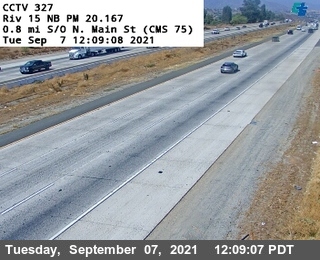 CCTV 327
Riv 15 NB PM 20.167
0.8 mi S/O N. Main St (CMS 75)
Tue Sep 7 12:09:08 2021
Tuesday, September 07, 2021 12:09:07 PDT